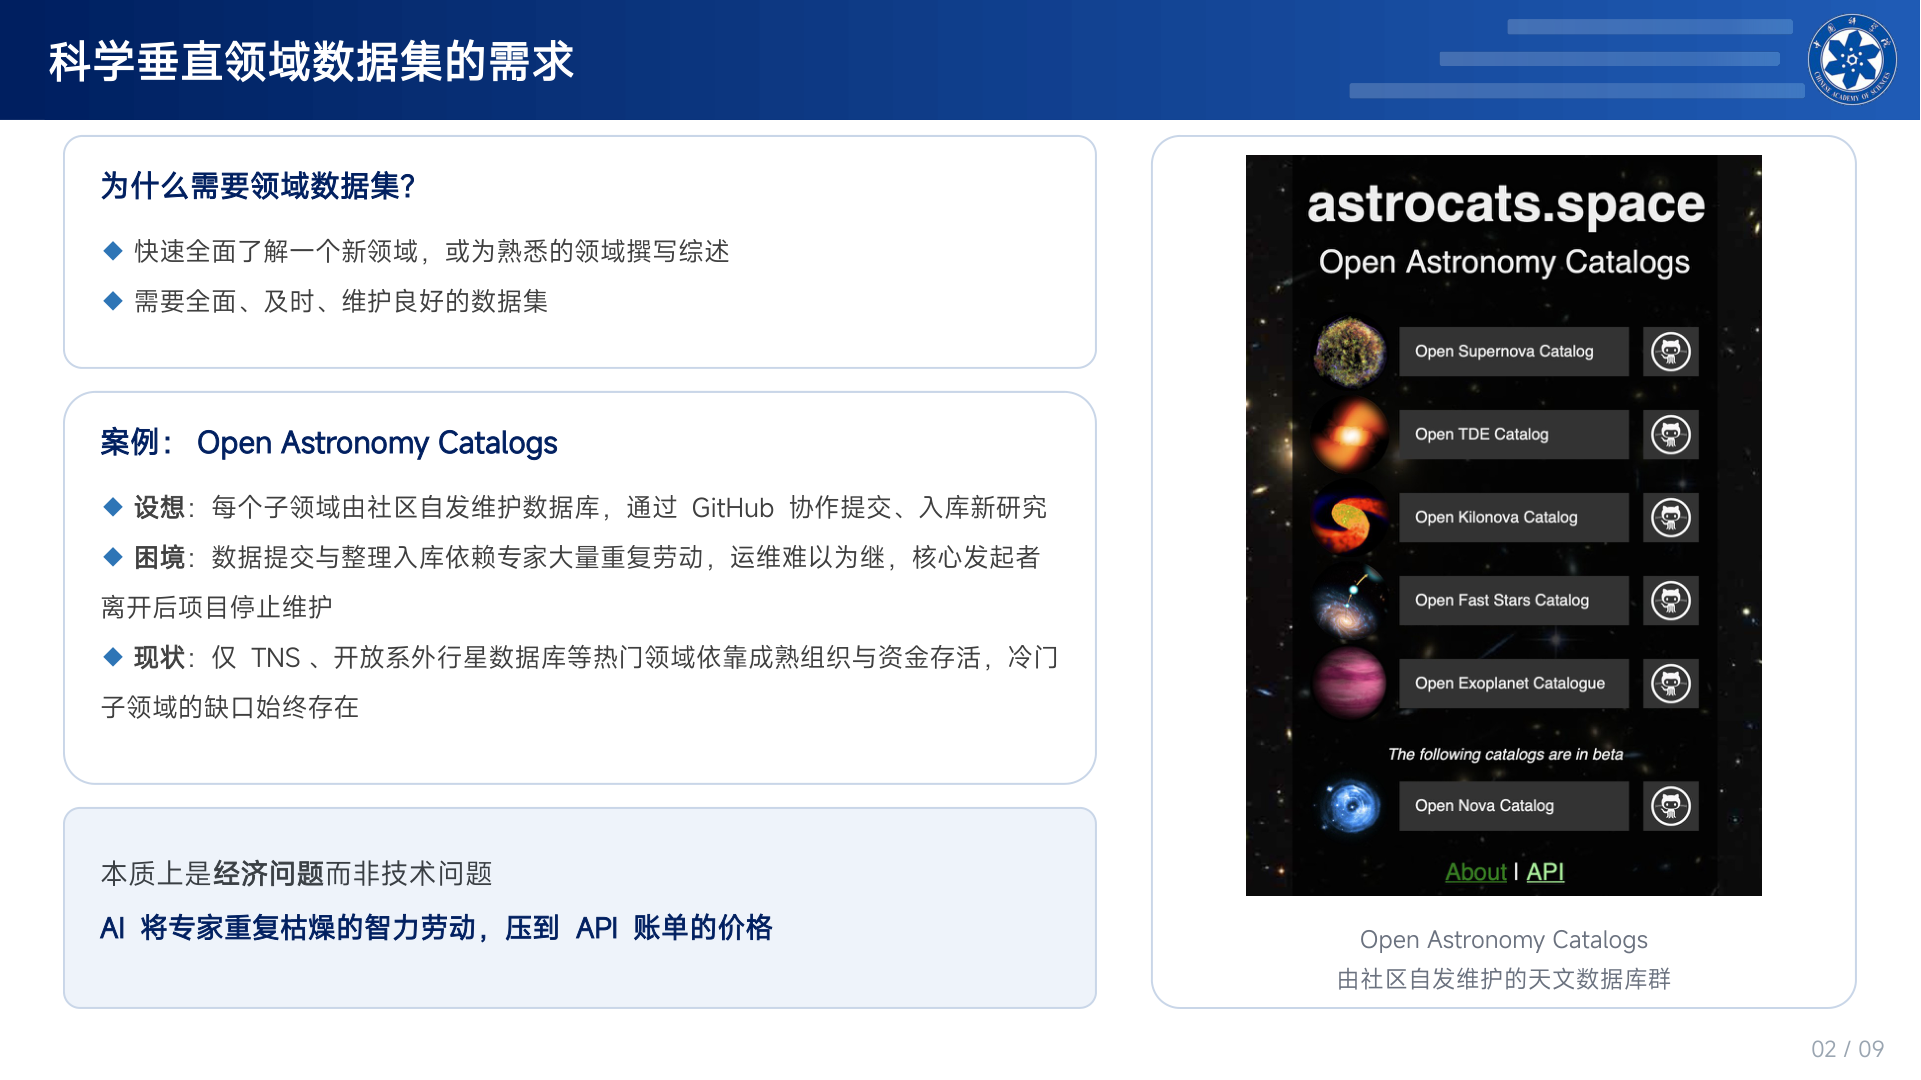 科学垂直领域数据集的需求
中国科学院
CHINESE ACADEMY OF SCIENCES
为什么需要领域数据集?
◆ 快速全面了解一个新领域，或为熟悉的领域撰写综述
◆ 需要全面、及时、维护良好的数据集
案例： Open Astronomy Catalogs
◆ 设想：每个子领域由社区自发维护数据库，通过 GitHub 协作提交、入库新研究
◆ 困境：数据提交与整理入库依赖专家大量重复劳动，运维难以为继，核心发起者
离开后项目停止维护
◆ 现状：仅 TNS 、开放系外行星数据库等热门领域依靠成熟组织与资金存活，冷门
子领域的缺口始终存在
本质上是经济问题而非技术问题
AI 将专家重复枯燥的智力劳动，压到 API 账单的价格
astrocats.space
Open Astronomy Catalogs
Open Supernova Catalog
Open TDE Catalog
Open Kilonova Catalog
Open Fast Stars Catalog
Open Exoplanet Catalogue
The following catalogs are in beta
Open Nova Catalog
About | API
Open Astronomy Catalogs
由社区自发维护的天文数据库群
02 / 09